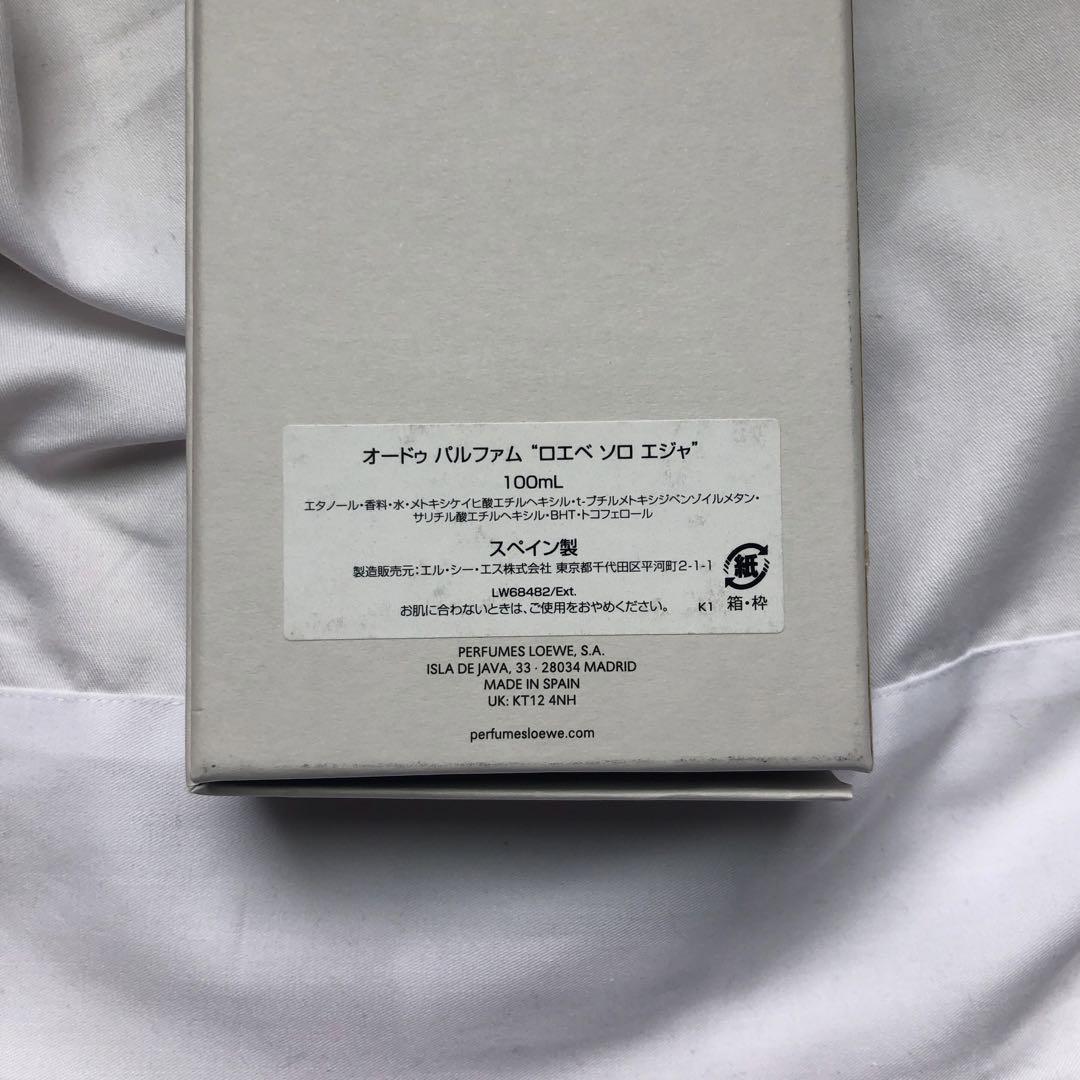 オードゥ パルファム “ロエベ ソロ エジャ”
100mL
エタノール・香料・水・メトキシケイヒ酸エチルヘキシル・t-ブチルメトキシジベンゾイルメタン・
サリチル酸エチルヘキシル・BHT・トコフェロール
スペイン製
製造販売元：エル・シー・エス株式会社 東京都千代田区平河町2-1-1
LW68482/Ext.
お肌に合わないときは、ご使用をおやめください。 K1
紙
箱・枠
PERFUMES LOEWE, S.A.
ISLA DE JAVA, 33 · 28034 MADRID
MADE IN SPAIN
UK: KT12 4NH
perfumesloewe.com